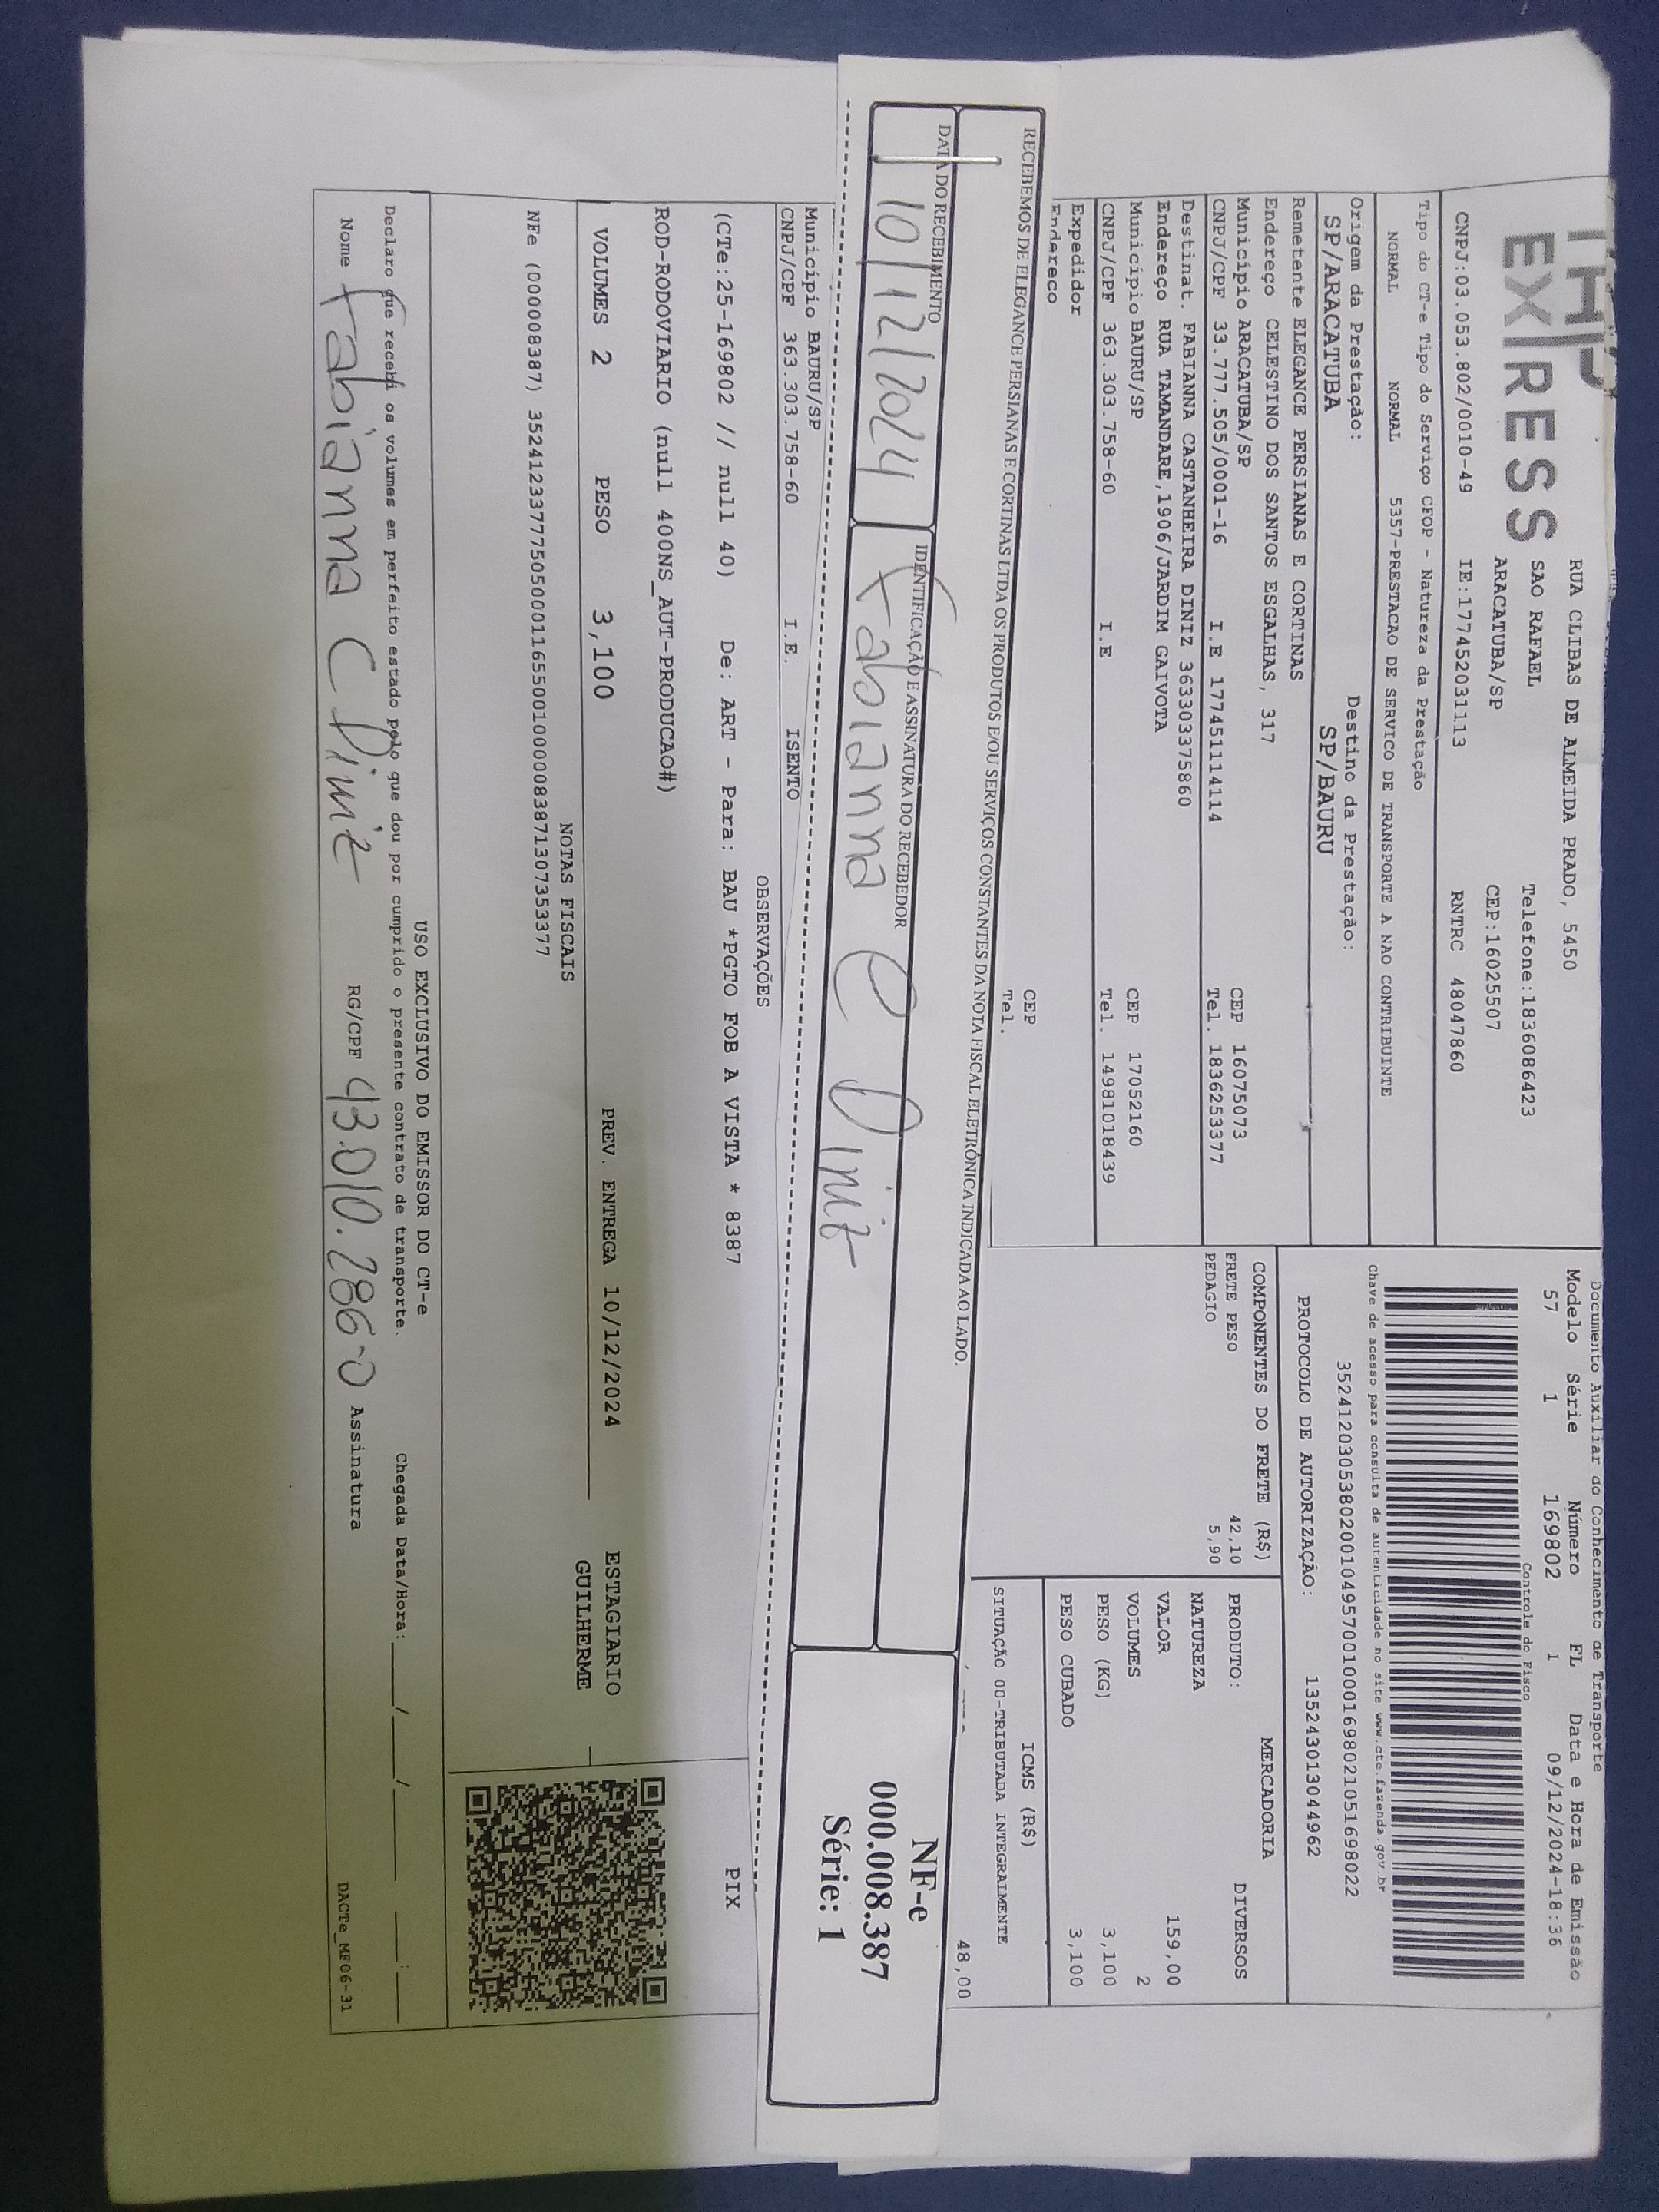 EXPRESS
RUA CLIBAS DE ALMEIDA PRADO, 5450
SAO RAFAEL Telefone:1836086423
ARACATUBA/SP CEP:16025507
CNPJ:03.053.802/0010-49 IE:177452031113 RNTRC 48047860
Tipo do CT-e Tipo do Serviço CFOP - Natureza da Prestação
NORMAL NORMAL 5357-PRESTACAO DE SERVICO DE TRANSPORTE A NAO CONTRIBUINTE
Origem da Prestação: Destino da Prestação:
SP/ARACATUBA SP/BAURU
Remetente ELEGANCE PERSIANAS E CORTINAS
Endereço CELESTINO DOS SANTOS ESGALHAS, 317 CEP 16075073
Município ARACATUBA/SP Tel. 1836253377
CNPJ/CPF 33.777.505/0001-16 I.E 177451114114
Destinat. FABIANNA CASTANHEIRA DINIZ 36330375860
Endereço RUA TAMANDARE,1906/JARDIM GAIVOTA
Município BAURU/SP CEP 17052160
CNPJ/CPF 363.303.758-60 I.E Tel. 14981018439
Expedidor
Endereço CEP
Tel.
Documento Auxiliar do Conhecimento de Transporte
Modelo Série Número FL Data e Hora de Emissão
57 1 169802 1 09/12/2024-18:36
Controle do Fisco
Chave de acesso para consulta de autenticidade no site www.cte.fazenda.gov.br
35241203053802001049570010001698021051698022
PROTOCOLO DE AUTORIZAÇÃO: 135243013044962
COMPONENTES DO FRETE (R$)
FRETE PESO 42,10
PEDAGIO 5,90
MERCADORIA
PRODUTO: DIVERSOS
NATUREZA
VALOR 159,00
VOLUMES 2
PESO (KG) 3,100
PESO CUBADO 3,100
ICMS (R$)
SITUAÇÃO 00-TRIBUTADA INTEGRALMENTE
48,00
RECEBEMOS DE ELEGANCE PERSIANAS E CORTINAS LTDA OS PRODUTOS E/OU SERVIÇOS CONSTANTES DA NOTA FISCAL ELETRÔNICA INDICADA AO LADO.
DATA DO RECEBIMENTO IDENTIFICAÇÃO E ASSINATURA DO RECEBEDOR
10/12/2024 Fabianna C Diniz
NF-e
000.008.387
Série: 1
Município BAURU/SP
CNPJ/CPF 363.303.758-60 I.E. ISENTO
OBSERVAÇÕES
(CTe:25-169802 // null 40) De: ART - Para: BAU *PGTO FOB A VISTA * 8387
ROD-RODOVIARIO (null 400NS_AUT-PRODUCAO#)
PIX
VOLUMES 2 PESO 3,100 PREV. ENTREGA 10/12/2024 ESTAGIARIO
GUILHERME
NOTAS FISCAIS
NFe (000008387) 35241233777505000116550010000083871307353377
USO EXCLUSIVO DO EMISSOR DO CT-e
Declaro que recebi os volumes em perfeito estado pelo que dou por cumprido o presente contrato de transporte. Chegada Data/Hora:___/___/___ ___:___
Nome Fabianna C Diniz RG/CPF 43.010.286-0 Assinatura
DACTe_MF06-31